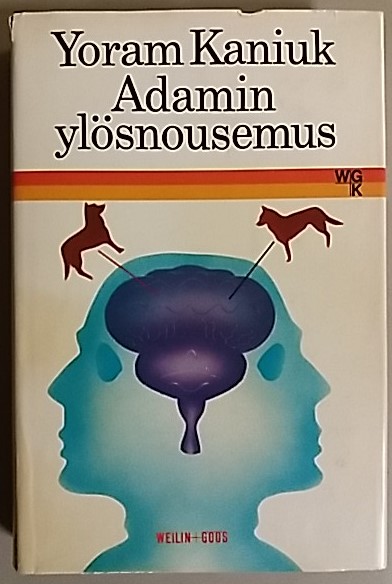 Yoram Kaniuk
Adamin
ylösnousemus
WG
K
WEILIN+GÖÖS